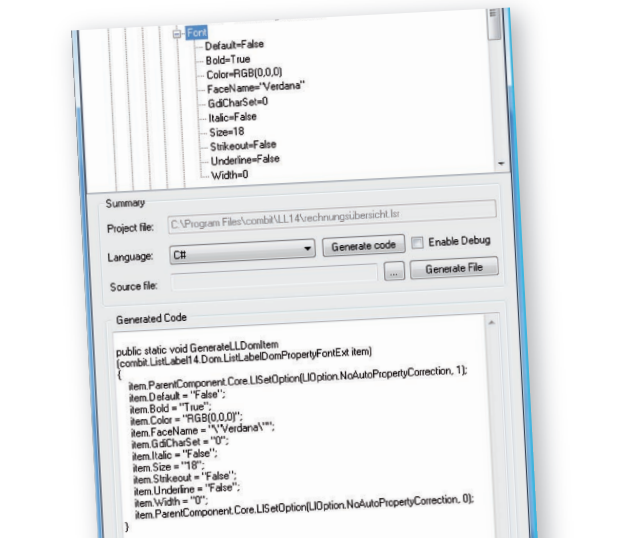 Font
Default=False
Bold=True
Color=RGB(0,0,0)
FaceName="Verdana"
GdiCharSet=0
Italic=False
Size=18
Strikeout=False
Underline=False
Width=0
Summary
Project file: C:\Program Files\combit\LL14\rechnungsübersicht.lsr
Language: C# Generate code Enable Debug
Source file: ... Generate File
Generated Code
public static void GenerateLLDomItem
(combit.ListLabel14.Dom.ListLabelDomPropertyFontExt item)
{
item.ParentComponent.Core.LlSetOption(LlOption.NoAutoPropertyCorrection, 1);
item.Default = "False";
item.Bold = "True";
item.Color = "RGB(0,0,0)";
item.FaceName = "\"Verdana\"";
item.GdiCharSet = "0";
item.Italic = "False";
item.Size = "18";
item.Strikeout = "False";
item.Underline = "False";
item.Width = "0";
item.ParentComponent.Core.LlSetOption(LlOption.NoAutoPropertyCorrection, 0);
}